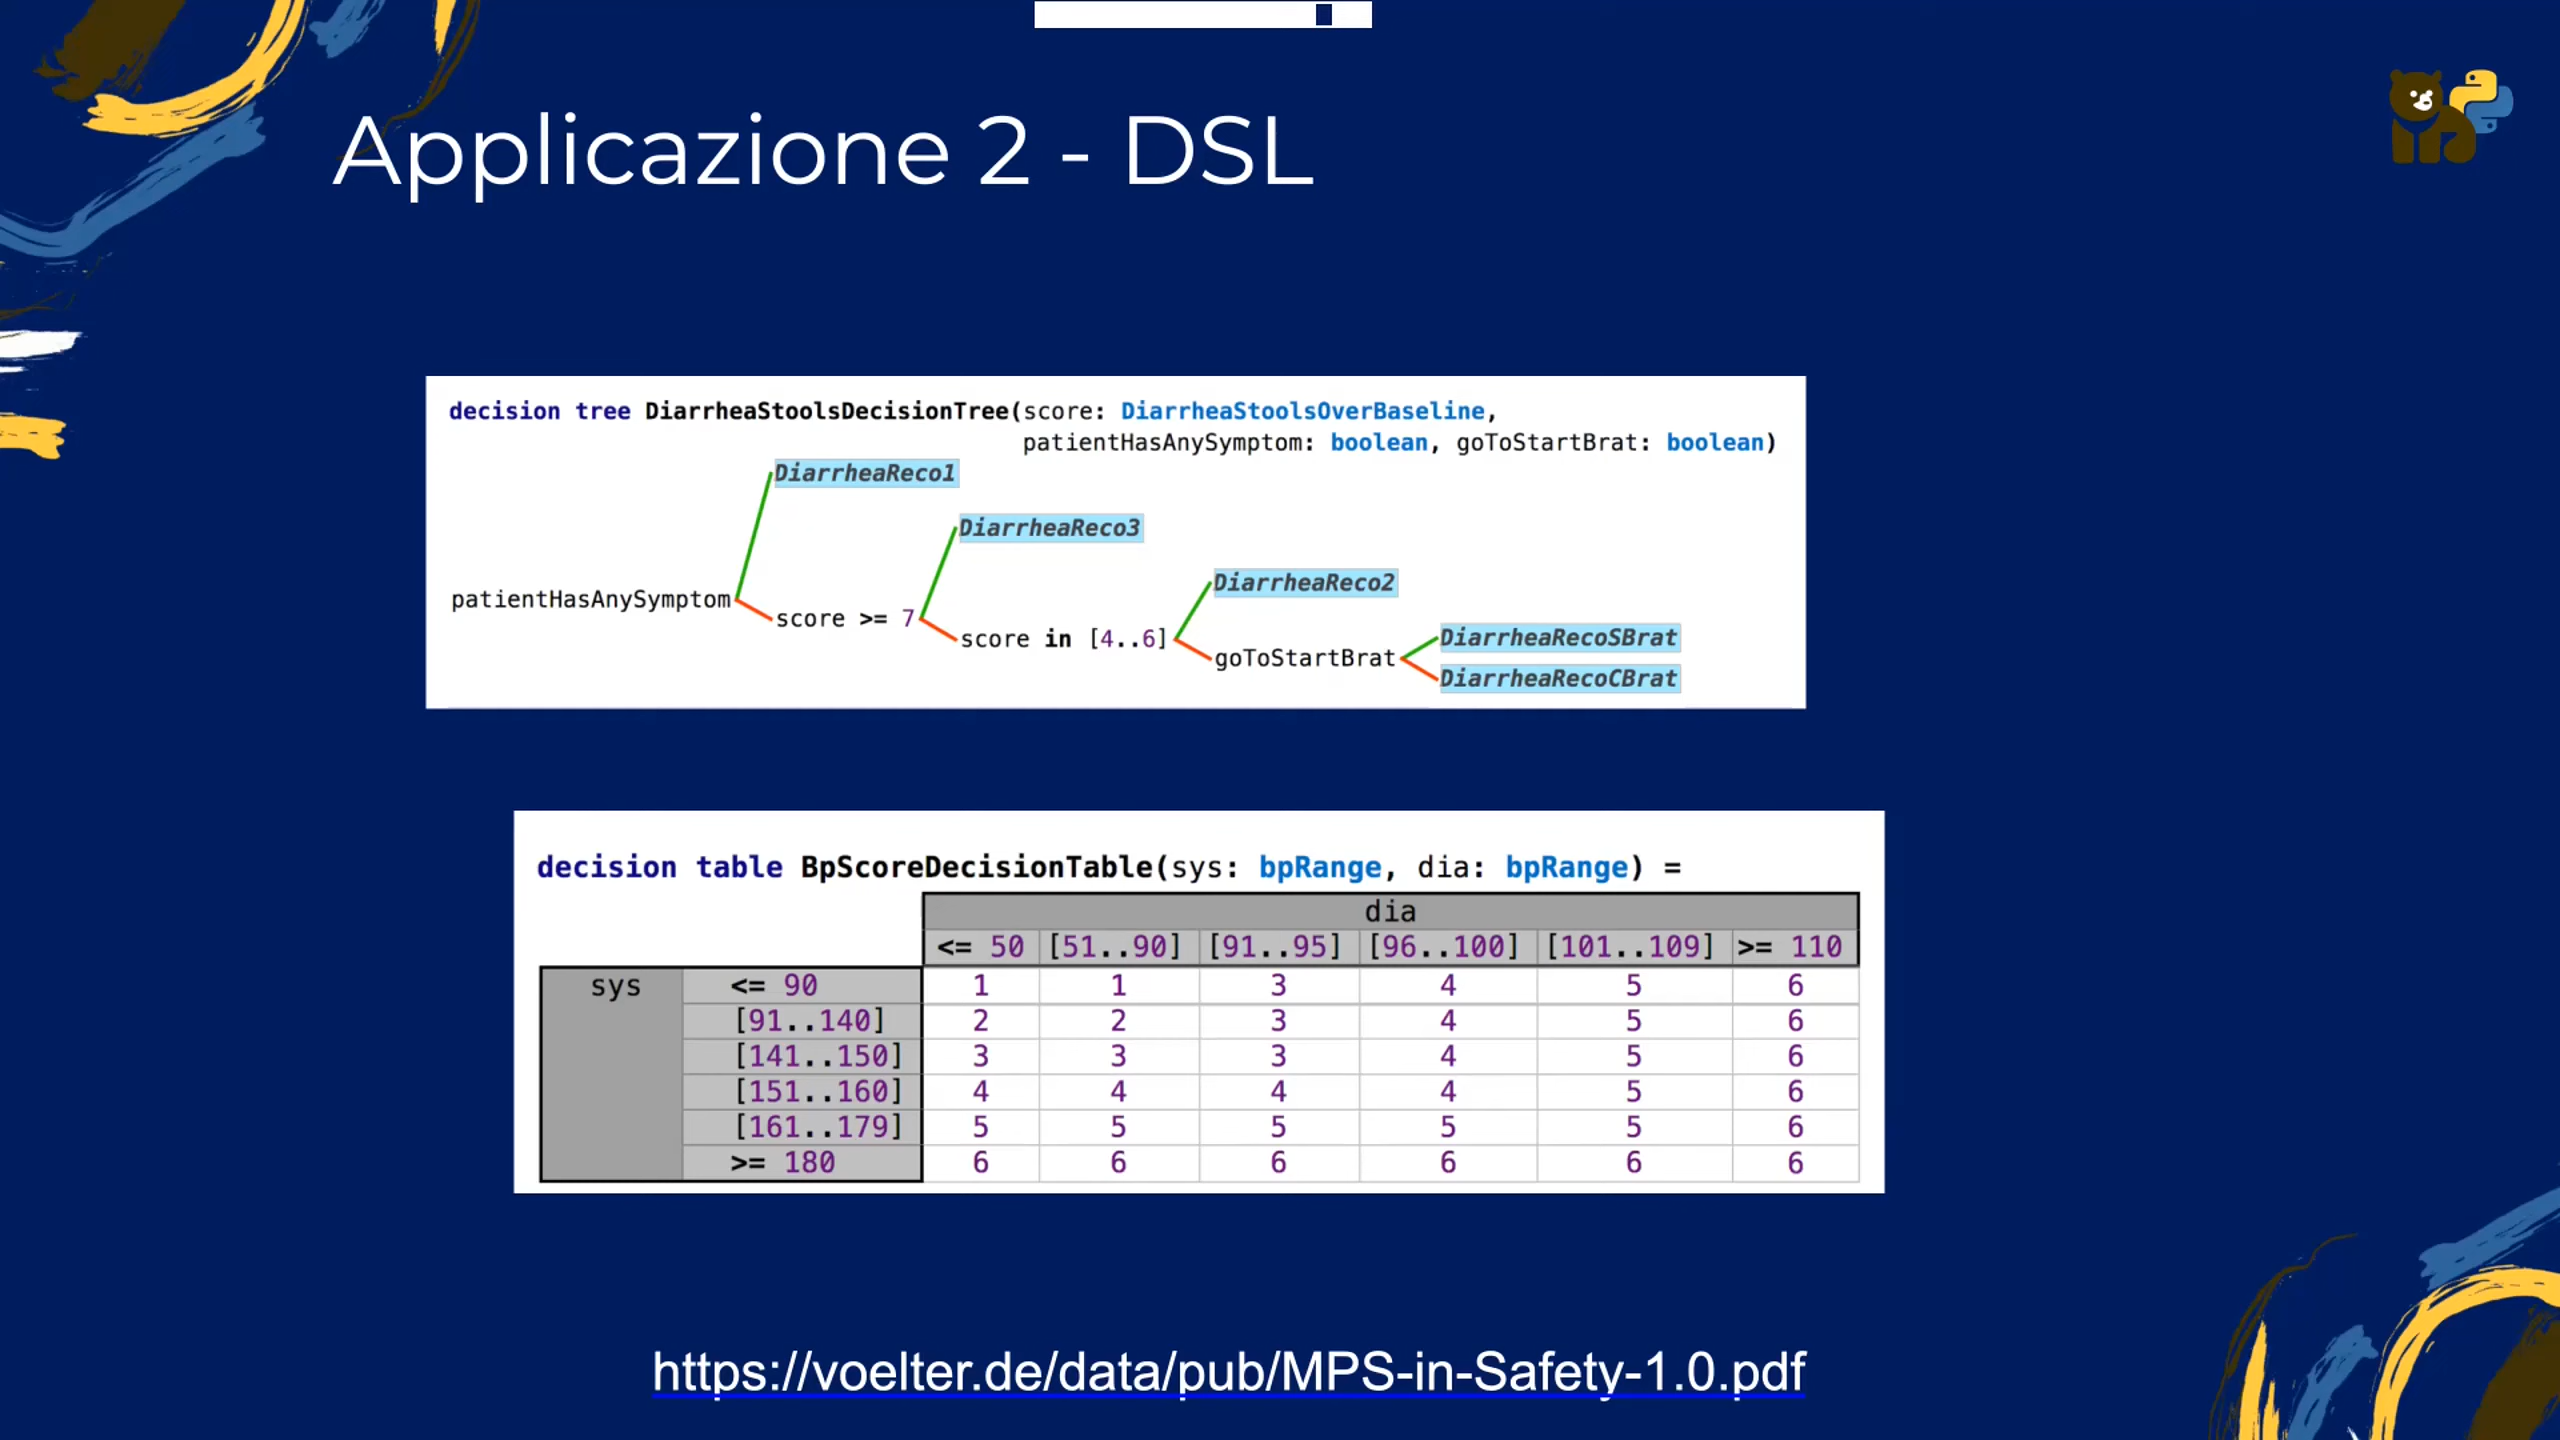 Applicazione 2 - DSL
decision tree DiarrheaStoolsDecisionTree(score: DiarrheaStoolsOverBaseline,
patientHasAnySymptom: boolean, goToStartBrat: boolean)
DiarrheaReco1
DiarrheaReco3
DiarrheaReco2
patientHasAnySymptom
score >= 7
score in [4..6]
DiarrheaRecoSBrat
goToStartBrat
DiarrheaRecoCBrat
decision table BpScoreDecisionTable(sys: bpRange, dia: bpRange) =
dia
<= 50 [51..90] [91..95] [96..100] [101..109] >= 110
sys <= 90 1 1 3 4 5 6
[91..140] 2 2 3 4 5 6
[141..150] 3 3 3 4 5 6
[151..160] 4 4 4 4 5 6
[161..179] 5 5 5 5 5 6
>= 180 6 6 6 6 6 6
https://voelter.de/data/pub/MPS-in-Safety-1.0.pdf